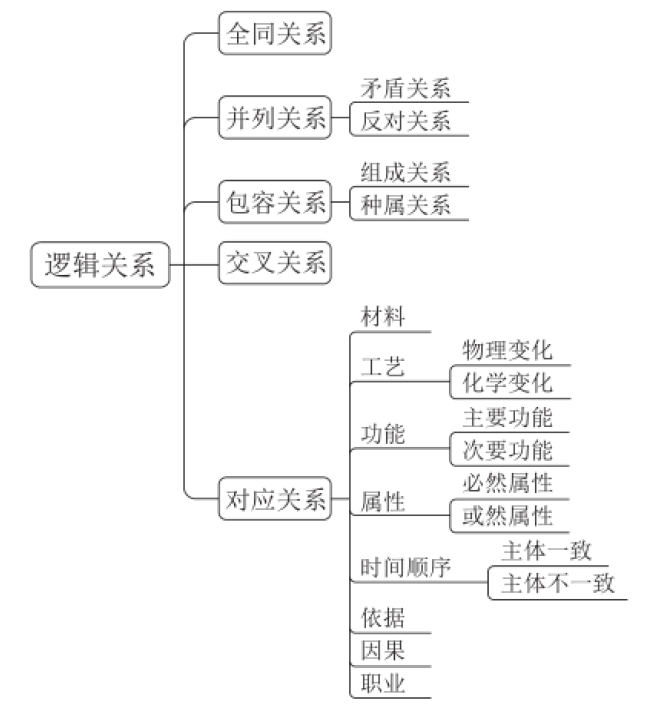 全同关系
并列关系
矛盾关系
反对关系
包容关系
组成关系
种属关系
逻辑关系
交叉关系
对应关系
材料
工艺
物理变化
化学变化
功能
主要功能
次要功能
属性
必然属性
或然属性
时间顺序
主体一致
主体不一致
依据
因果
职业